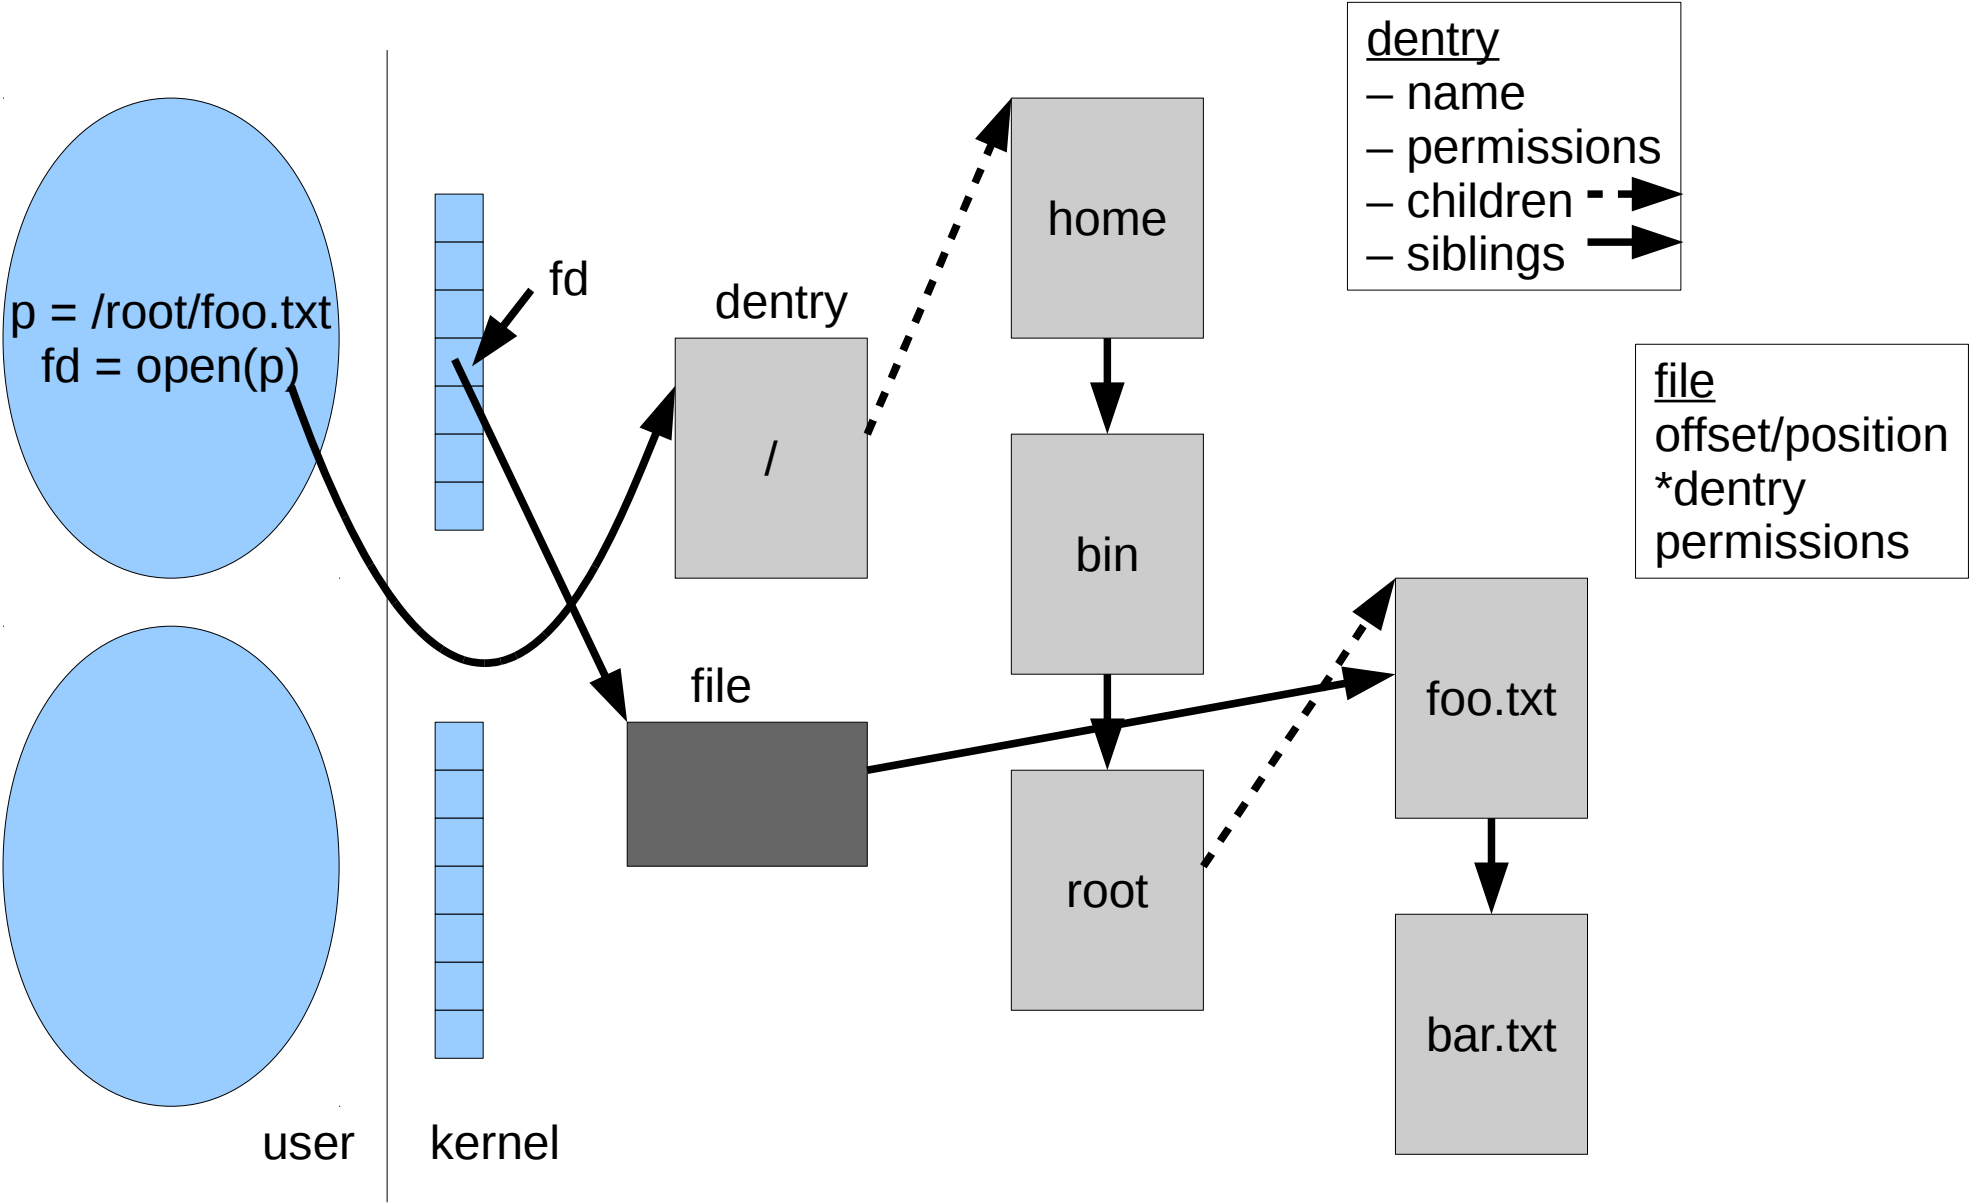 p = /root/foo.txt
fd = open(p)
fd
dentry
/
file
home
bin
root
foo.txt
bar.txt
dentry
– name
– permissions
– children
– siblings
file
offset/position
*dentry
permissions
user
kernel